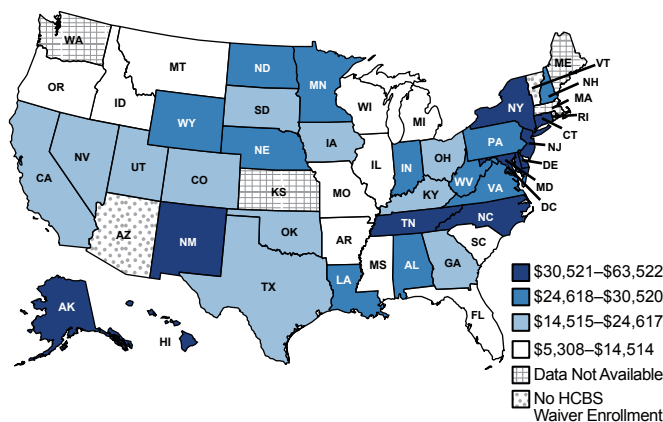 WA
ME
VT
MT
ND
MN
NH
OR
MA
ID
SD
WI
NY
RI
WY
MI
CT
IA
PA
NJ
NE
NV
OH
DE
UT
IL
IN
MD
CA
CO
WV
VA
DC
KS
MO
KY
NC
TN
AZ
OK
NM
AR
SC
MS
AL
GA
TX
LA
AK
FL
HI
$30,521–$63,522
$24,618–$30,520
$14,515–$24,617
$5,308–$14,514
Data Not Available
No HCBS
Waiver Enrollment